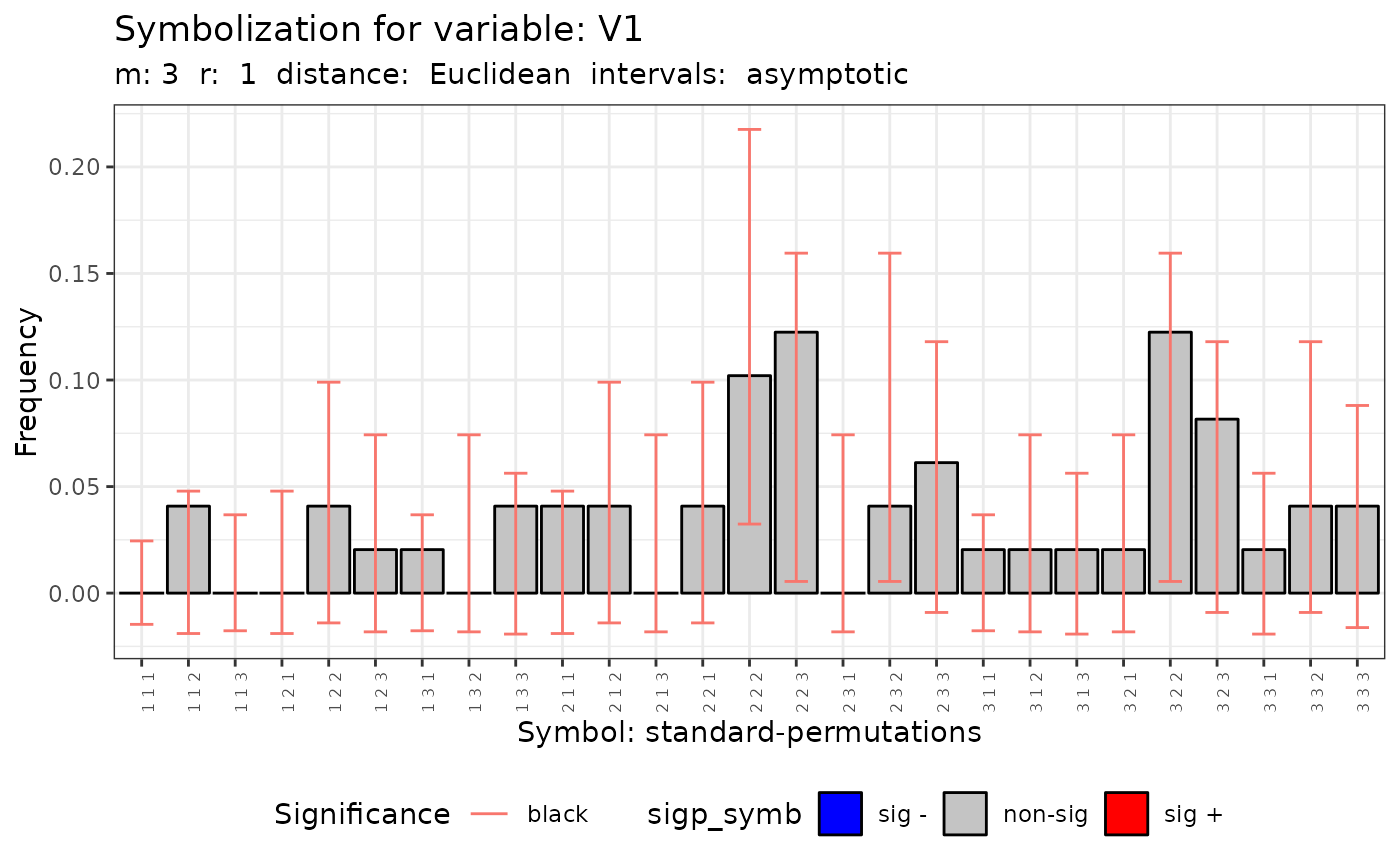 Symbolization for variable: V1
m: 3 r: 1 distance: Euclidean intervals: asymptotic
Frequency
0.20
0.15
0.10
0.05
0.00
1 1 1
1 1 2
1 1 3
1 2 1
1 2 2
1 2 3
1 3 1
1 3 2
1 3 3
2 1 1
2 1 2
2 1 3
2 2 1
2 2 2
2 2 3
2 3 1
2 3 2
2 3 3
3 1 1
3 1 2
3 1 3
3 2 1
3 2 2
3 2 3
3 3 1
3 3 2
3 3 3
Symbol: standard-permutations
Significance black sigp_symb sig - non-sig sig +